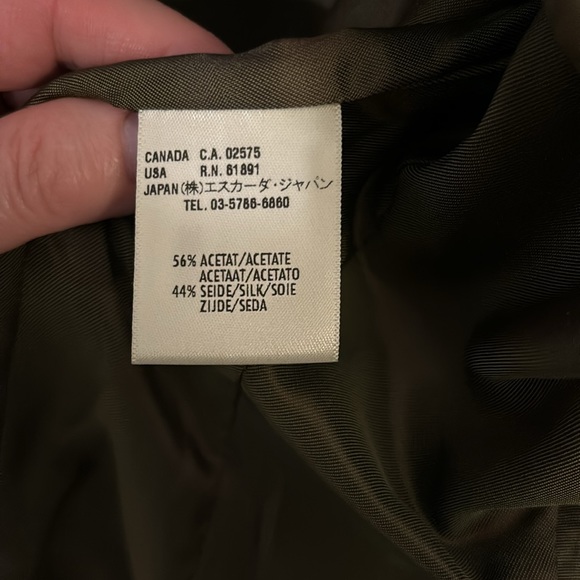 CANADA C.A. 02575
USA R.N. 61891
JAPAN (株)エスカーダ・ジャパン
TEL. 03-5786-6860
56% ACETAT/ACETATE
ACETAAT/ACETATO
44% SEIDE/SILK/SOIE
ZIJDE/SEDA